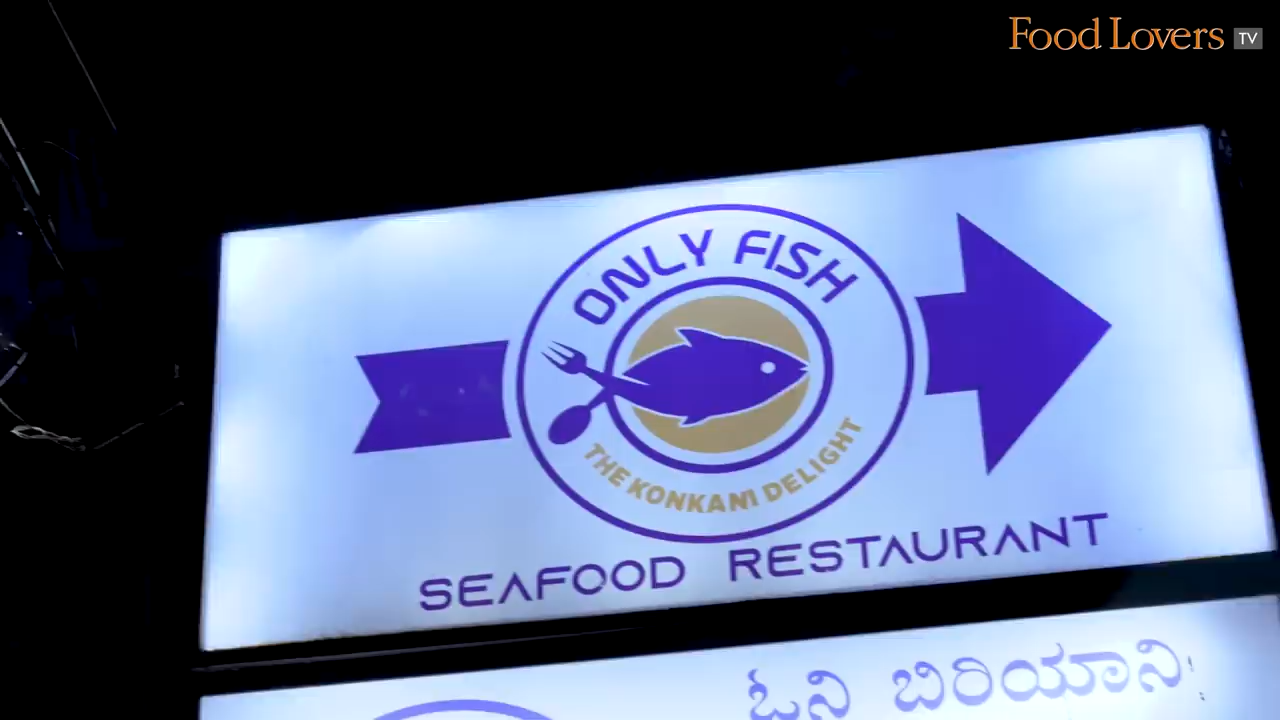 Food Lovers TV
ONLY FISH
THE KONKANI DELIGHT
SEAFOOD RESTAURANT
ಓನಿ ಬಿರಿಯಾನಿ